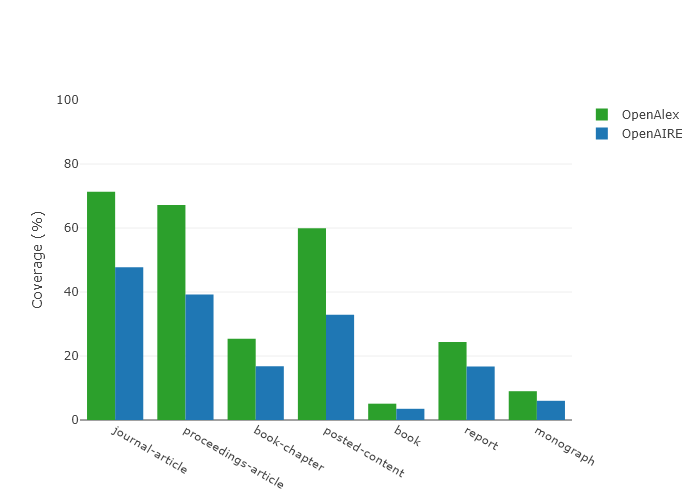 100
80
60
40
20
0
Coverage (%)
journal-article
proceedings-article
book-chapter
posted-content
book
report
monograph
OpenAlex
OpenAIRE